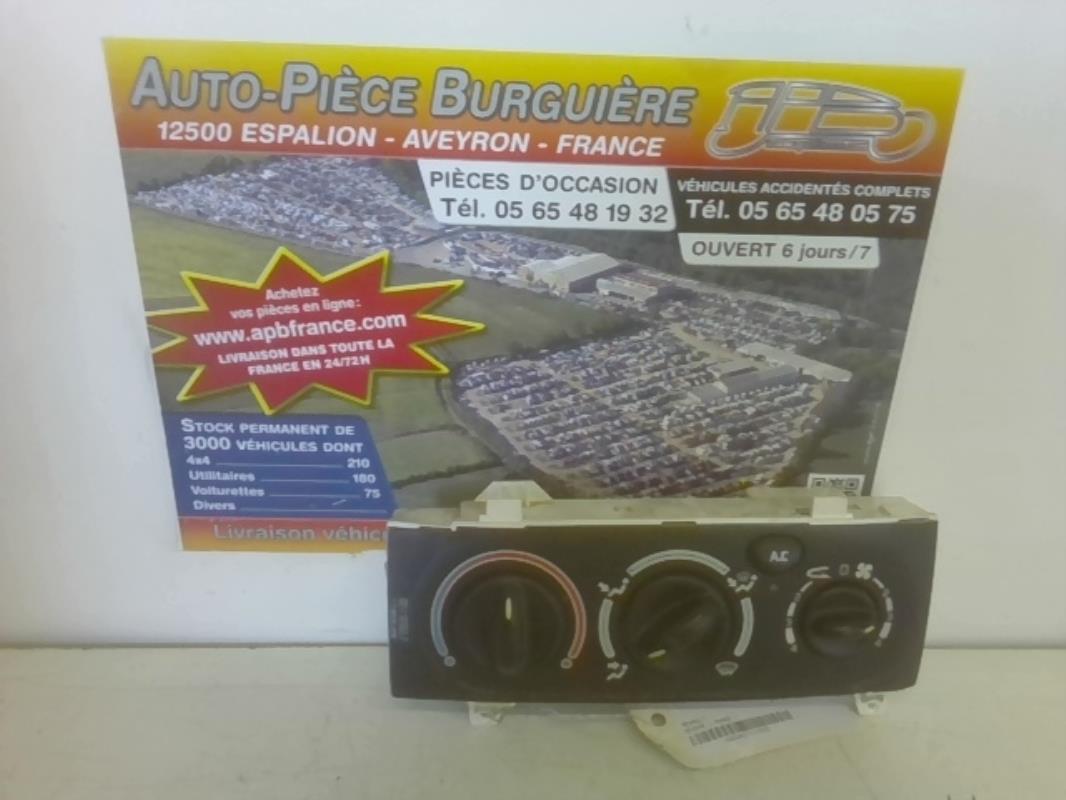 AUTO-PIÈCE BURGUIÈRE
12500 ESPALION - AVEYRON - FRANCE
PIÈCES D'OCCASION
Tél. 05 65 48 19 32
VÉHICULES ACCIDENTÉS COMPLETS
Tél. 05 65 48 05 75
OUVERT 6 jours/7
Achetez
vos pièces en ligne:
www.apbfrance.com
LIVRAISON DANS TOUTE LA
FRANCE EN 24/72H
STOCK PERMANENT DE
3000 VÉHICULES DONT
4x4 210
Utilitaires 180
Voiturettes 75
Divers
Livraison véhic
A.C
0